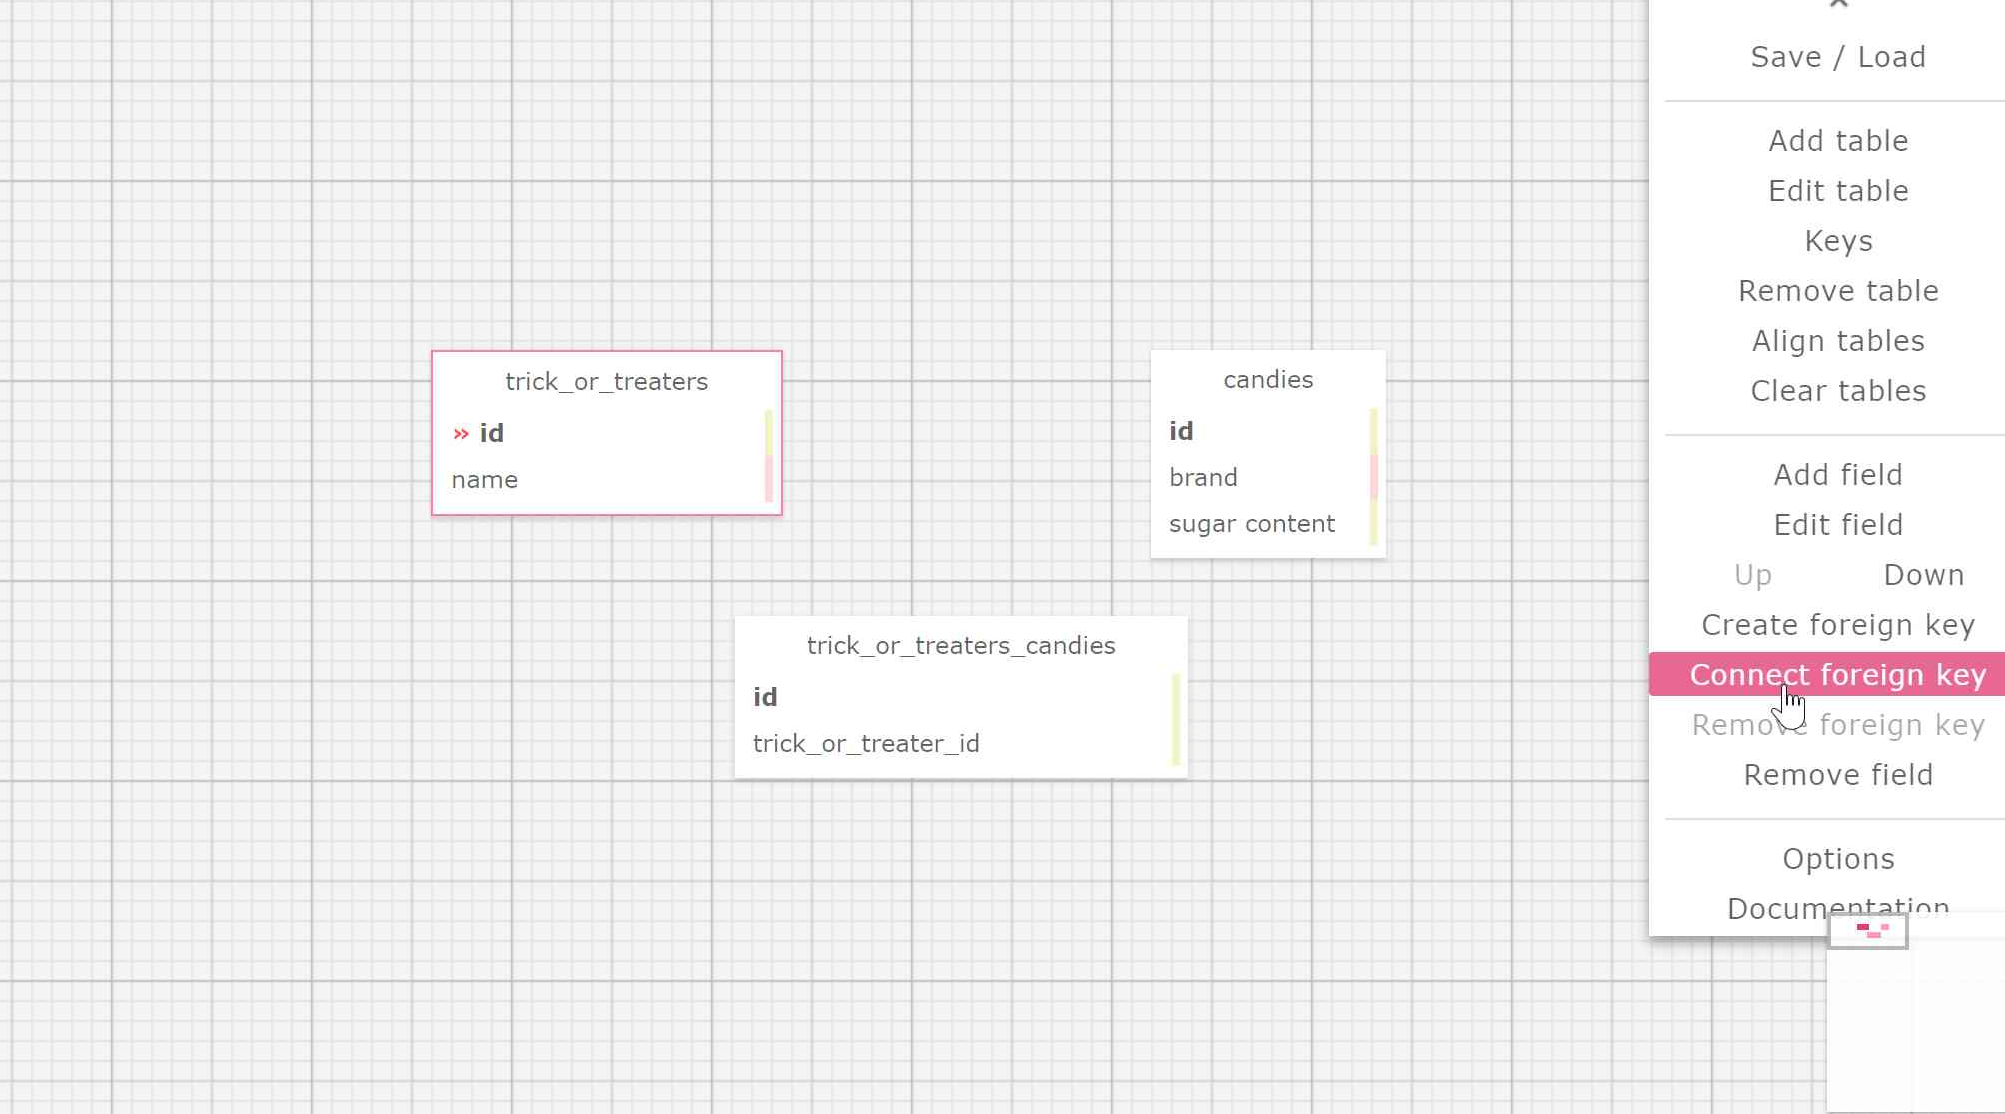 Save / Load
Add table
Edit table
Keys
Remove table
Align tables
Clear tables
Add field
Edit field
Up Down
Create foreign key
Connect foreign key
Remove foreign key
Remove field
Options
Documentation
trick_or_treaters
» id
name
candies
id
brand
sugar content
trick_or_treaters_candies
id
trick_or_treater_id